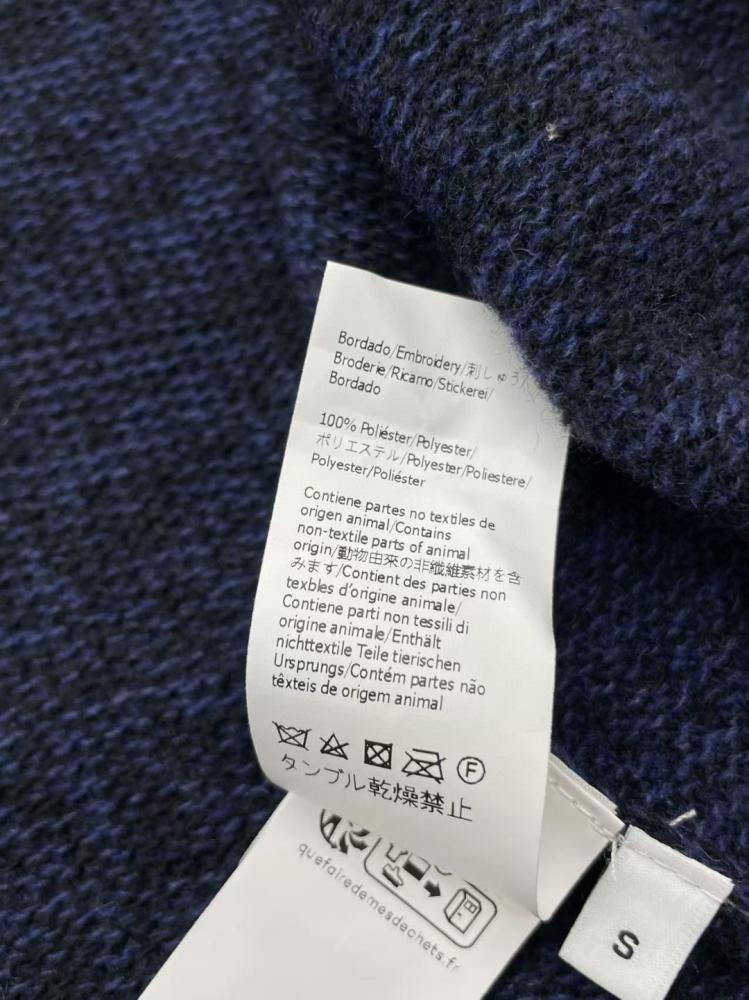 Bordado/Embroidery/刺しゅう/
Broderie/Ricamo/Stickerei/
Bordado
100% Poliéster/Polyester/
ポリエステル/Polyester/Poliestere/
Polyester/Poliéster
Contiene partes no textiles de
origen animal/Contains
non-textile parts of animal
origin/動物由来の非繊維素材を含
みます/Contient des parties non
texbles d'origine animale/
Contiene parti non tessili di
origine animale/Enthält
nichttextile Teile tierischen
Ursprungs/Contém partes não
têxteis de origem animal
F
タンブル乾燥禁止
quefairedemesdechets.fr
S